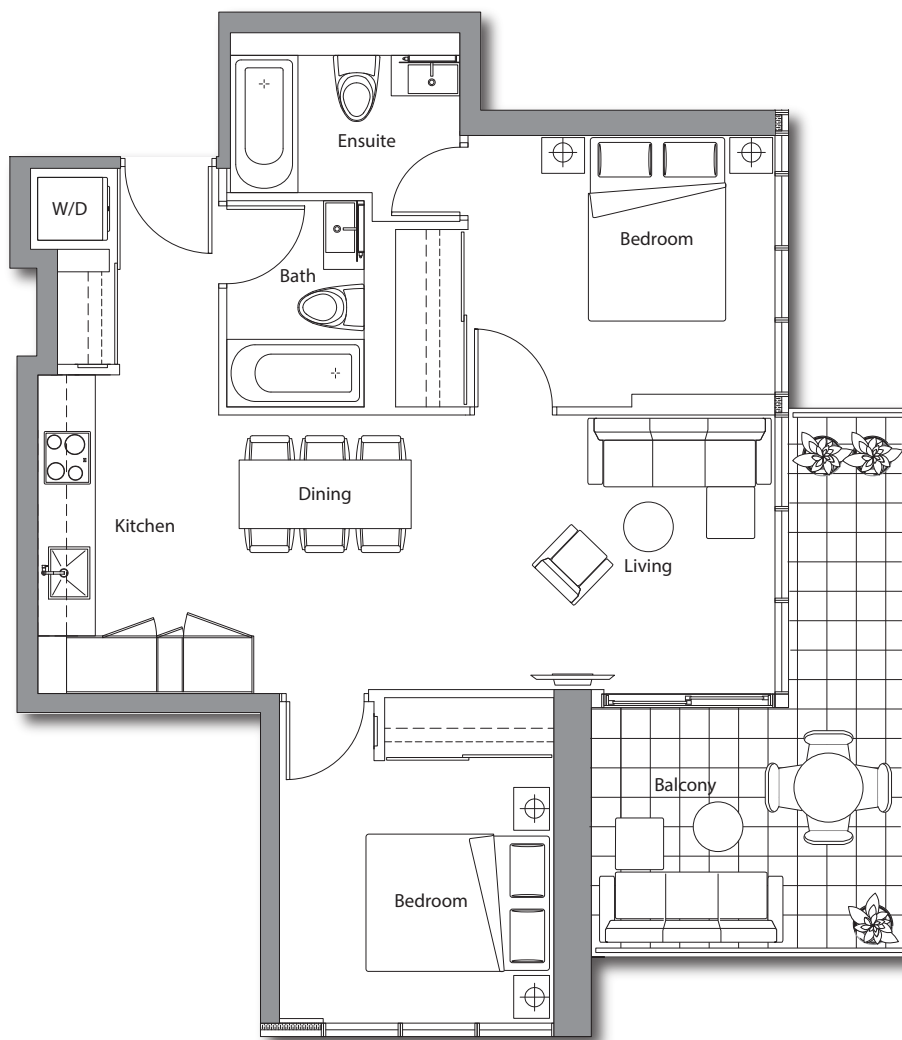 Ensuite
W/D
Bedroom
Bath
Dining
Kitchen
Living
Balcony
Bedroom